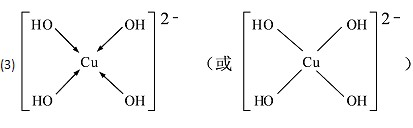 HO OH 2− HO OH 2−
(3) Cu （或 Cu ）
HO OH HO OH